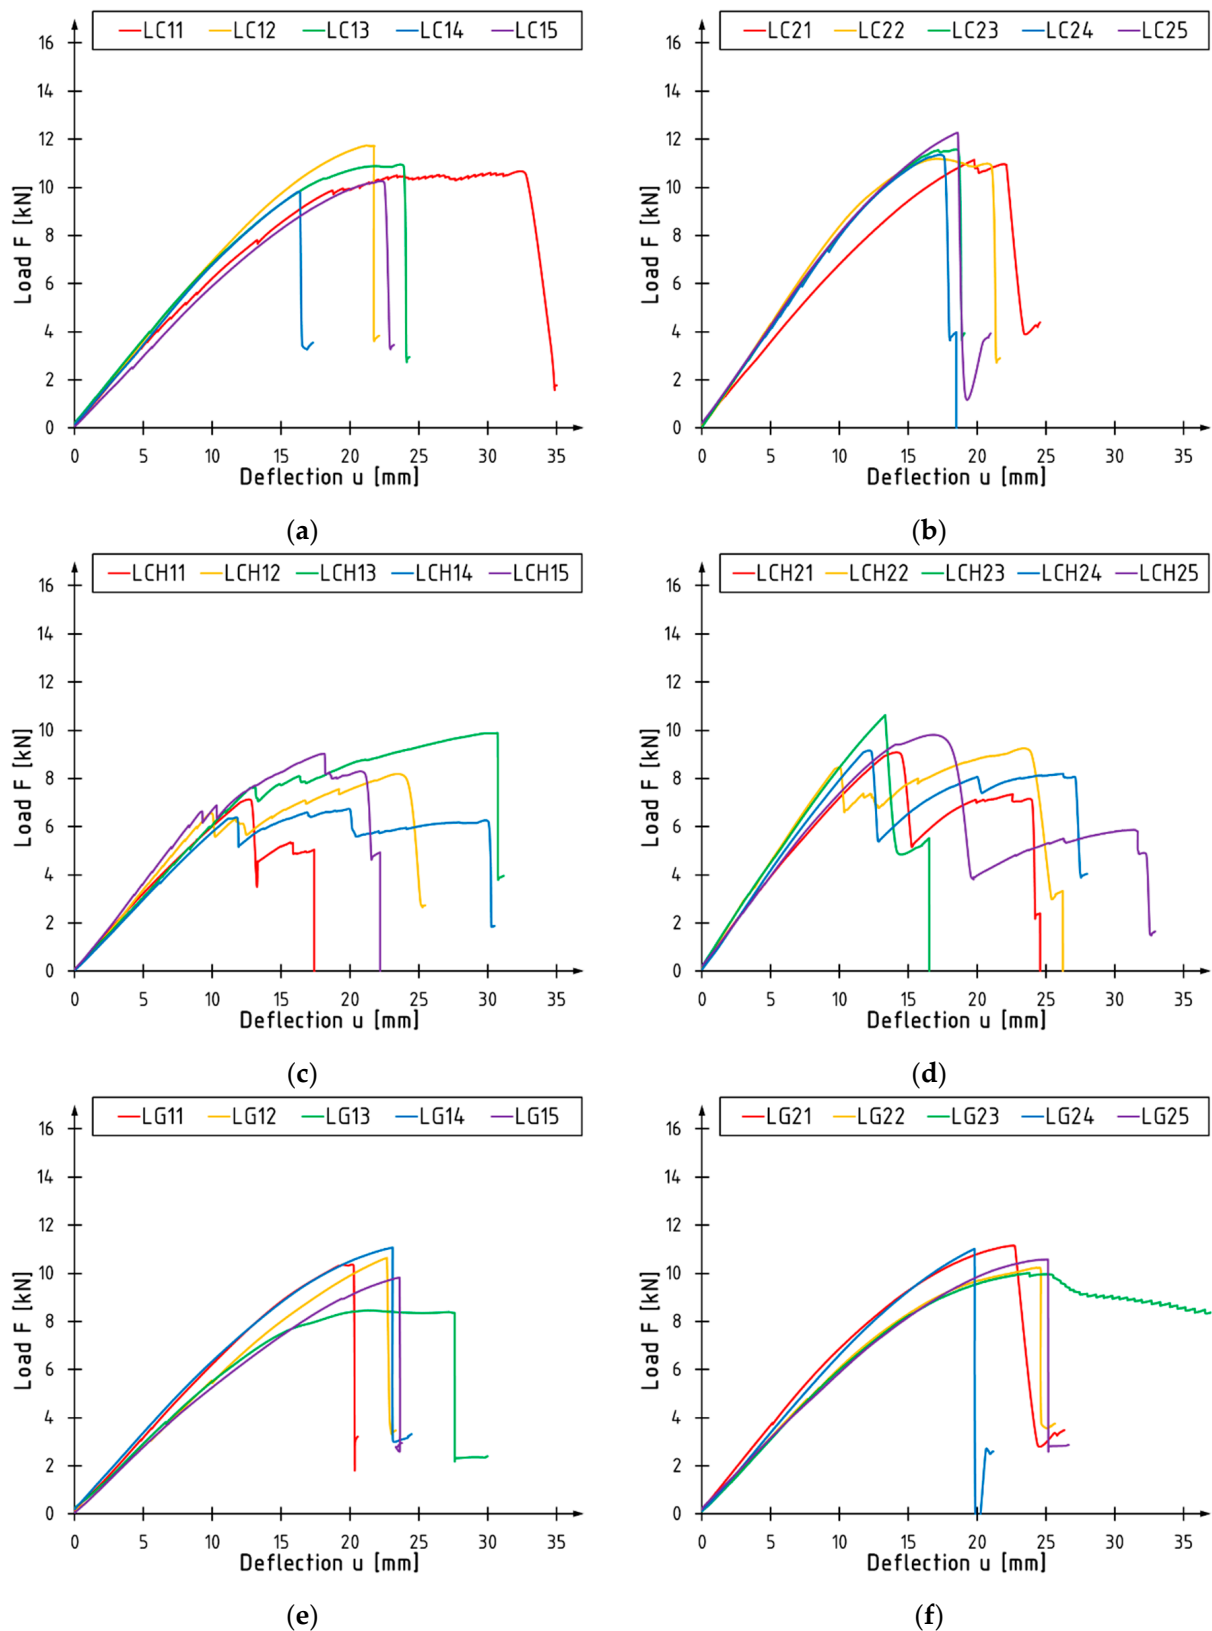 LC11 LC12 LC13 LC14 LC15
16
14
12
10
8
6
4
2
0
Load F [kN]
0 5 10 15 20 25 30 35
Deflection u [mm]
(a)
LC21 LC22 LC23 LC24 LC25
16
14
12
10
8
6
4
2
0
Load F [kN]
0 5 10 15 20 25 30 35
Deflection u [mm]
(b)
LCH11 LCH12 LCH13 LCH14 LCH15
16
14
12
10
8
6
4
2
0
Load F [kN]
0 5 10 15 20 25 30 35
Deflection u [mm]
(c)
LCH21 LCH22 LCH23 LCH24 LCH25
16
14
12
10
8
6
4
2
0
Load F [kN]
0 5 10 15 20 25 30 35
Deflection u [mm]
(d)
LG11 LG12 LG13 LG14 LG15
16
14
12
10
8
6
4
2
0
Load F [kN]
0 5 10 15 20 25 30 35
Deflection u [mm]
(e)
LG21 LG22 LG23 LG24 LG25
16
14
12
10
8
6
4
2
0
Load F [kN]
0 5 10 15 20 25 30 35
Deflection u [mm]
(f)